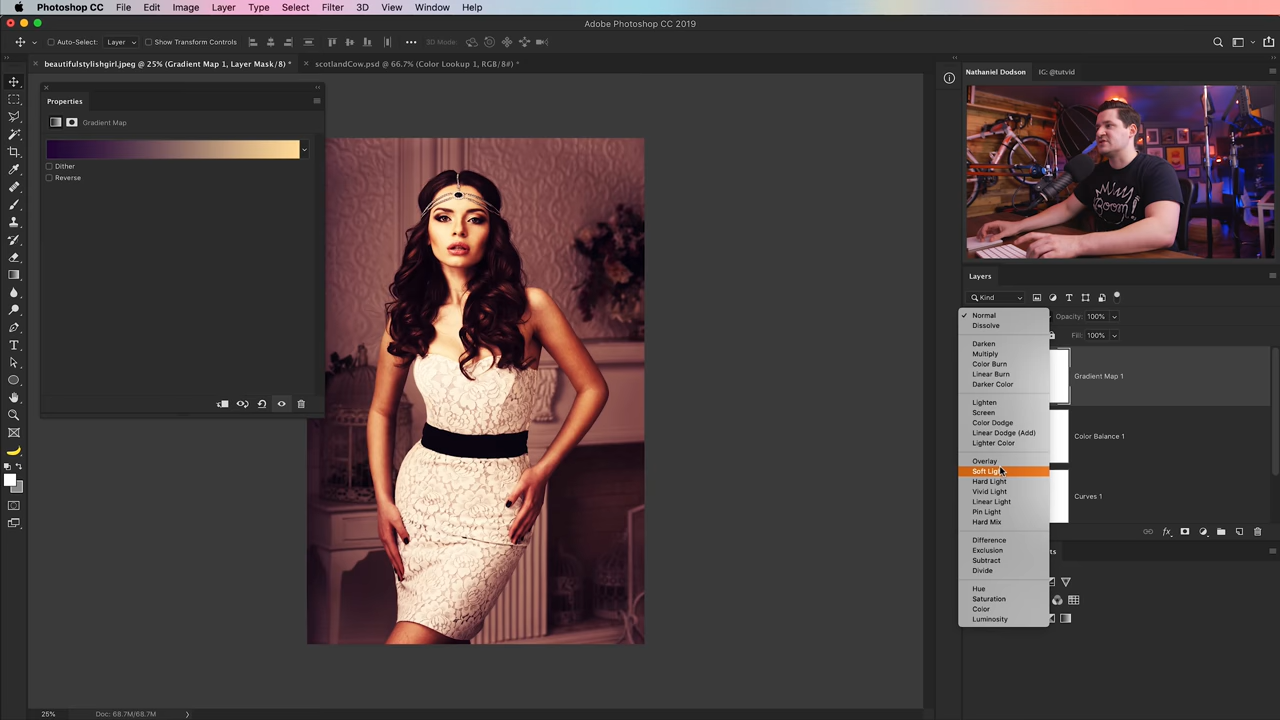 Photoshop CC File Edit Image Layer Type Select Filter 3D View Window Help
Adobe Photoshop CC 2019
Auto-Select: Layer Show Transform Controls 3D Mode:
beautifulstylishgirl.jpeg @ 25% (Gradient Map 1, Layer Mask/8) * scotlandCow.psd @ 66.7% (Color Lookup 1, RGB/8#) *
Nathaniel Dodson IG: @tutvid
Properties
Gradient Map
Dither
Reverse
Layers
Kind
Normal
Opacity: 100%
Dissolve
Fill: 100%
Darken
Multiply
Color Burn
Linear Burn
Darker Color
Lighten
Screen
Color Dodge
Linear Dodge (Add)
Lighter Color
Overlay
Soft Light
Hard Light
Vivid Light
Linear Light
Pin Light
Hard Mix
Difference
Exclusion
Subtract
Divide
Hue
Saturation
Color
Luminosity
Gradient Map 1
Color Balance 1
Curves 1
25% Doc: 68.7M/68.7M